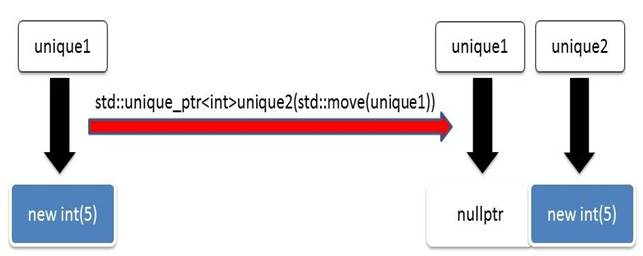 unique1
unique1
unique2
std::unique_ptr<int>unique2(std::move(unique1))
new int(5)
nullptr
new int(5)